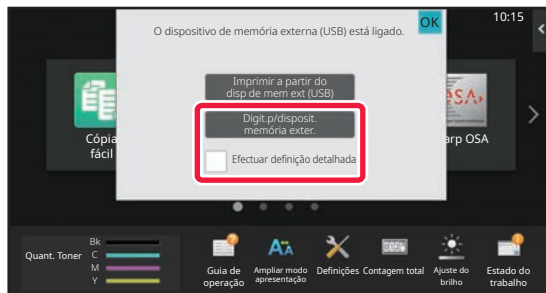 O dispositivo de memória externa (USB) está ligado.
OK
10:15
Imprimir a partir do
disp de mem ext (USB)
Digit.p/disposit.
memória exter.
Efectuar definição detalhada
Cópia
fácil
arp OSA
Quant. Toner
Bk
C
M
Y
Guia de
operação
Ampliar modo
apresentação
Definições
Contagem total
Ajuste do
brilho
Estado do
trabalho